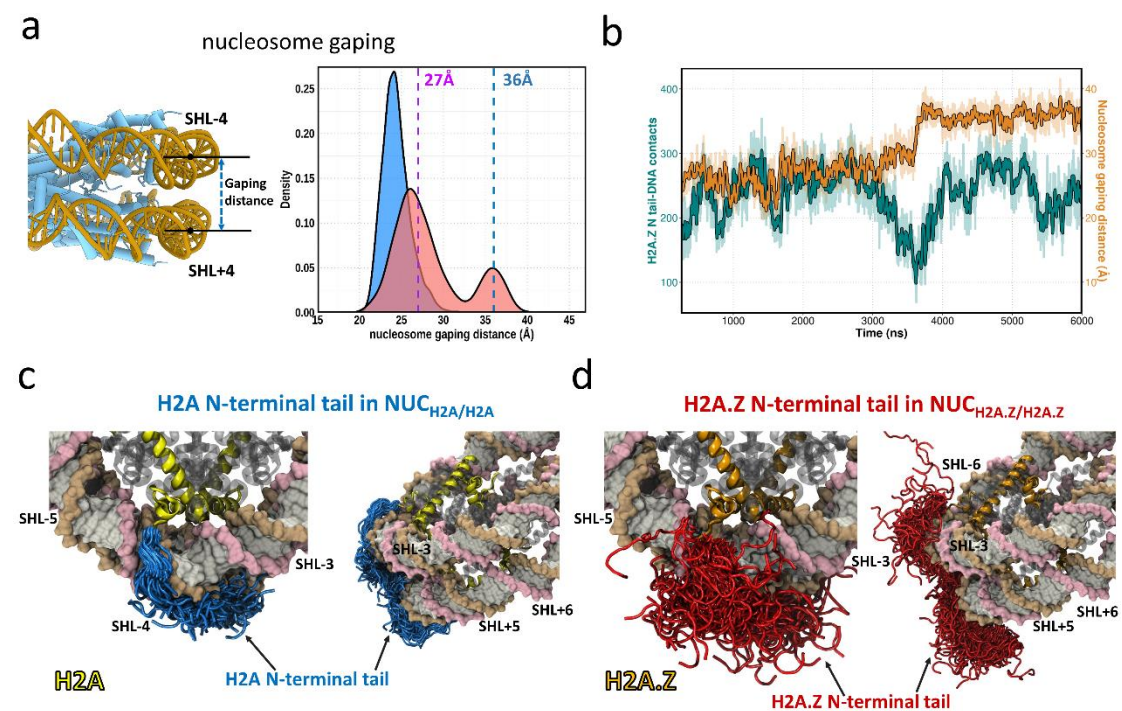 a
nucleosome gaping
SHL-4
Gaping
distance
SHL+4
27Å
36Å
Density
0.25
0.20
0.15
0.10
0.05
0.00
15 20 25 30 35 40 45
nucleosome gaping distance (Å)
b
H2A.Z N tail-DNA contacts
400
300
200
100
Nucleosome gaping distance (Å)
40
30
20
10
1000 2000 3000 4000 5000 6000
Time (ns)
c
H2A N-terminal tail in NUCH2A/H2A
SHL-5
SHL-3
SHL-4
SHL-3
SHL+6
SHL+5
H2A N-terminal tail
H2A
d
H2A.Z N-terminal tail in NUCH2A.Z/H2A.Z
SHL-5
SHL-3
SHL-6
SHL-3
SHL+6
SHL+5
H2A.Z N-terminal tail
H2A.Z